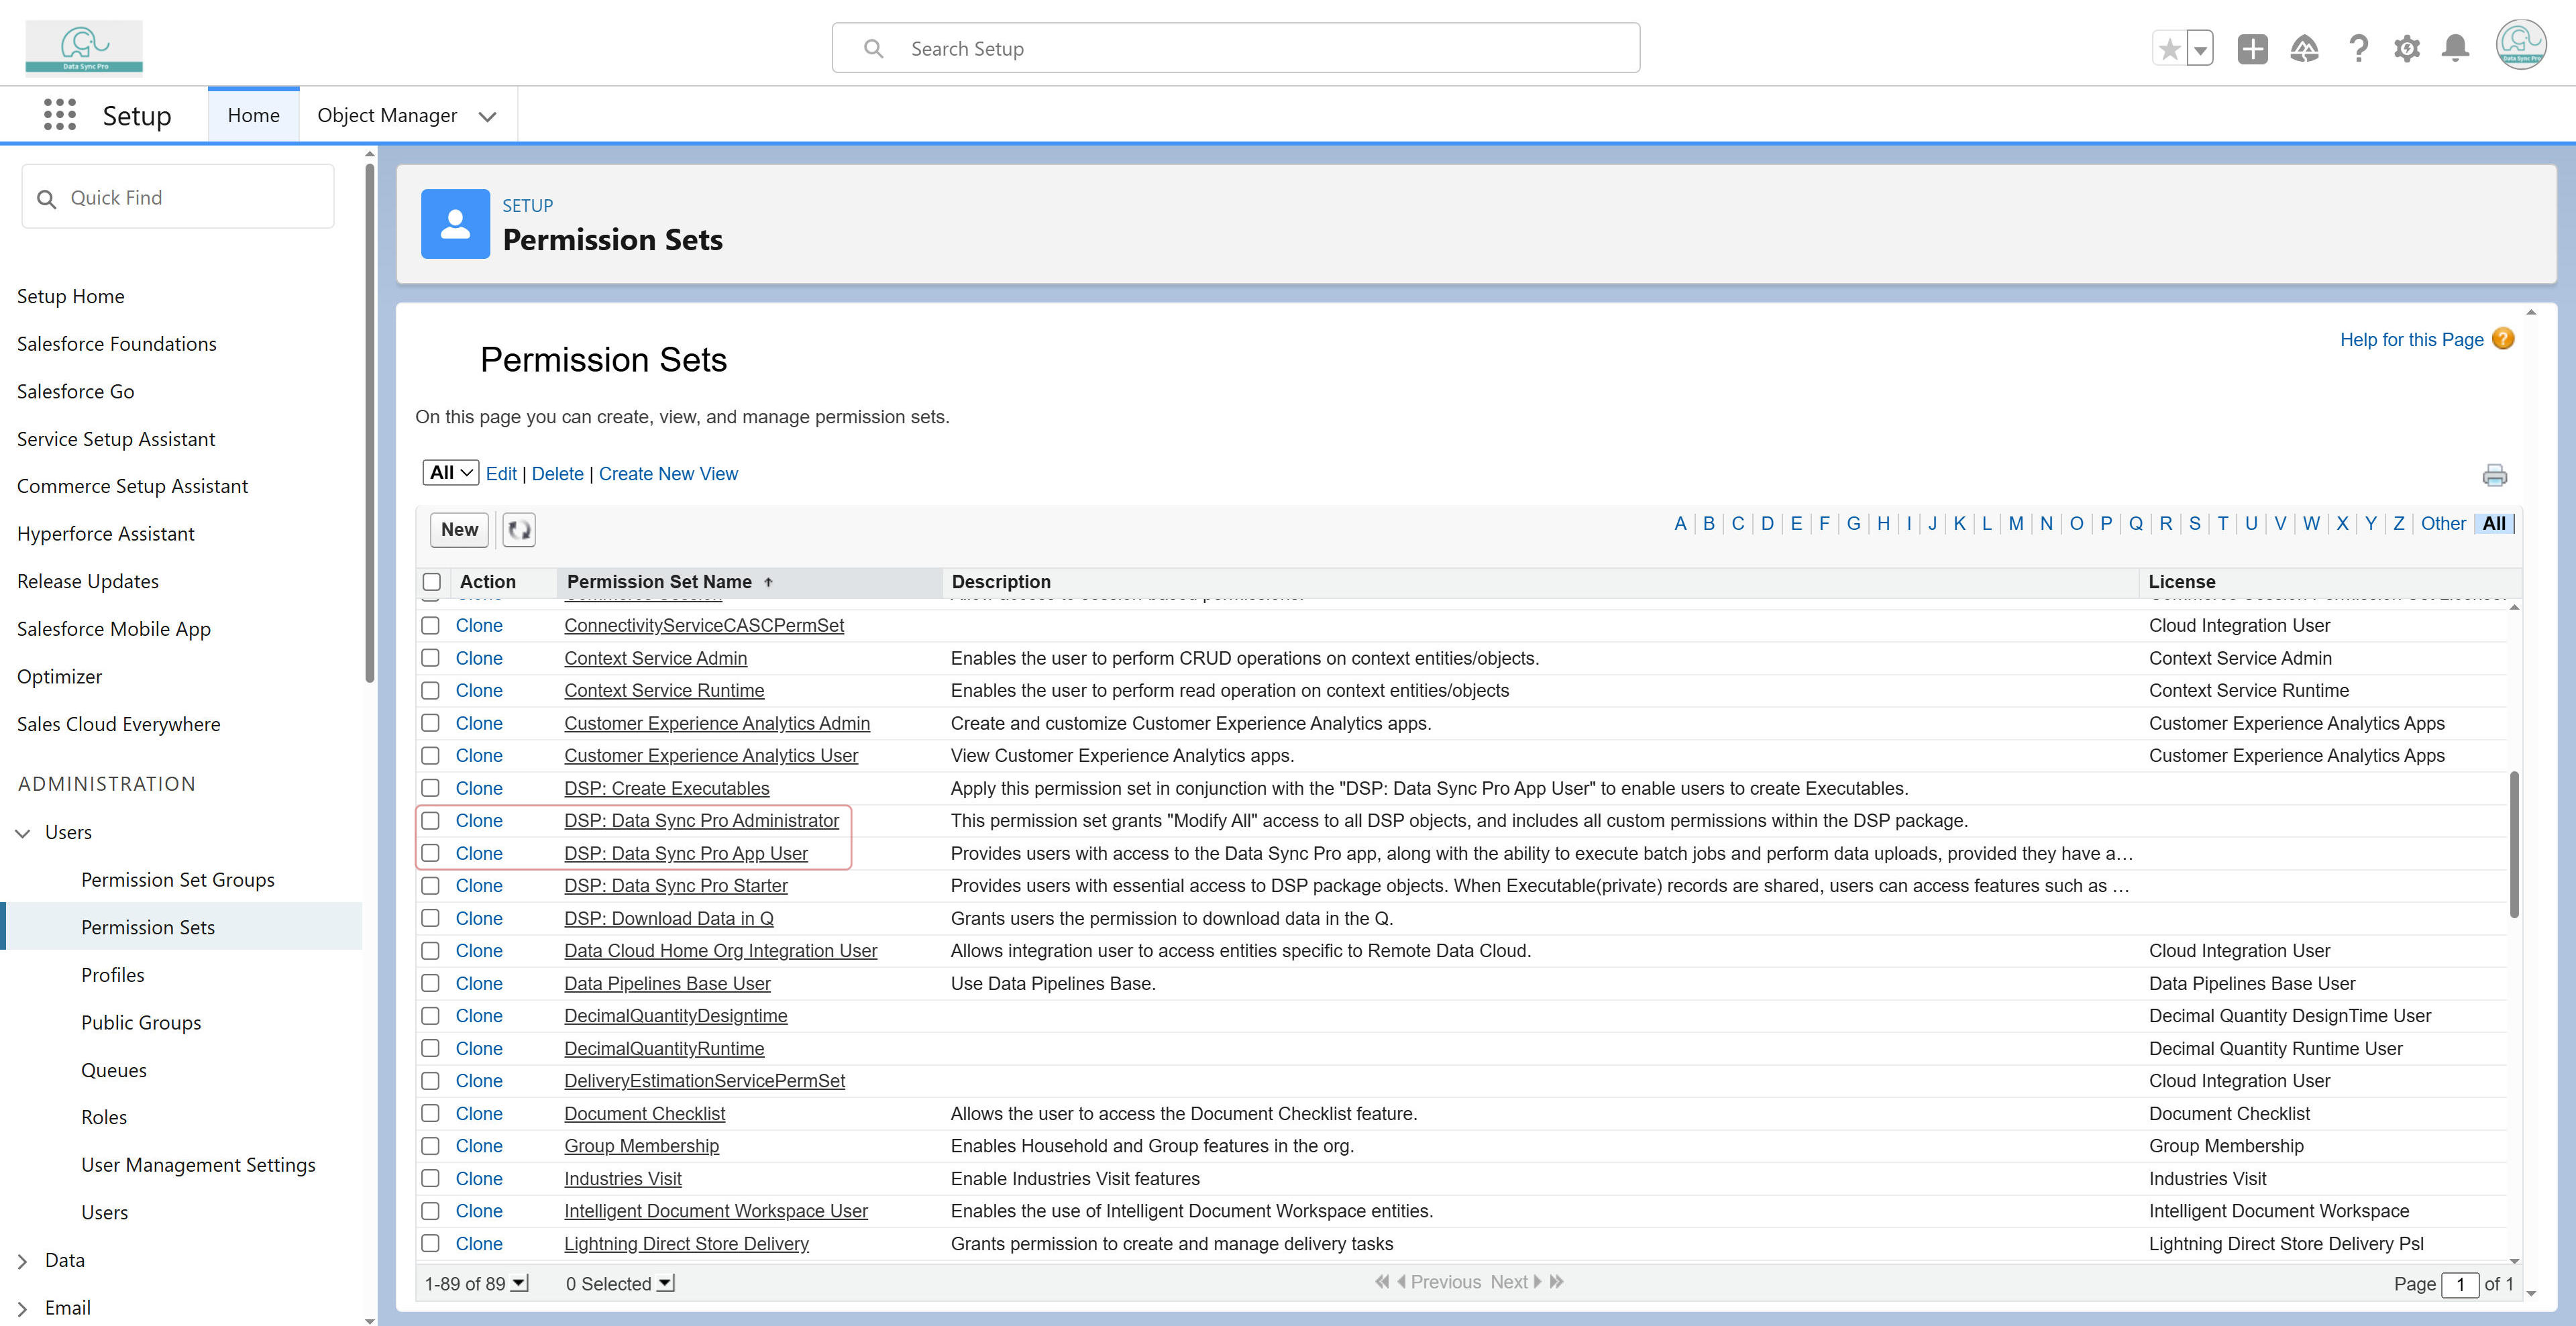 Data Sync Pro
Search Setup
Data Sync Pro
Setup
Home
Object Manager
Quick Find
Setup Home
Salesforce Foundations
Salesforce Go
Service Setup Assistant
Commerce Setup Assistant
Hyperforce Assistant
Release Updates
Salesforce Mobile App
Optimizer
Sales Cloud Everywhere
ADMINISTRATION
Users
Permission Set Groups
Permission Sets
Profiles
Public Groups
Queues
Roles
User Management Settings
Users
Data
Email
SETUP
Permission Sets
Permission Sets
Help for this Page
On this page you can create, view, and manage permission sets.
All Edit | Delete | Create New View
New
A | B | C | D | E | F | G | H | I | J | K | L | M | N | O | P | Q | R | S | T | U | V | W | X | Y | Z | Other | All
Action Permission Set Name Description License
Clone ConnectivityServiceCASCPermSet Cloud Integration User
Clone Context Service Admin Enables the user to perform CRUD operations on context entities/objects. Context Service Admin
Clone Context Service Runtime Enables the user to perform read operation on context entities/objects Context Service Runtime
Clone Customer Experience Analytics Admin Create and customize Customer Experience Analytics apps. Customer Experience Analytics Apps
Clone Customer Experience Analytics User View Customer Experience Analytics apps. Customer Experience Analytics Apps
Clone DSP: Create Executables Apply this permission set in conjunction with the "DSP: Data Sync Pro App User" to enable users to create Executables.
Clone DSP: Data Sync Pro Administrator This permission set grants "Modify All" access to all DSP objects, and includes all custom permissions within the DSP package.
Clone DSP: Data Sync Pro App User Provides users with access to the Data Sync Pro app, along with the ability to execute batch jobs and perform data uploads, provided they have a…
Clone DSP: Data Sync Pro Starter Provides users with essential access to DSP package objects. When Executable(private) records are shared, users can access features such as …
Clone DSP: Download Data in Q Grants users the permission to download data in the Q.
Clone Data Cloud Home Org Integration User Allows integration user to access entities specific to Remote Data Cloud. Cloud Integration User
Clone Data Pipelines Base User Use Data Pipelines Base. Data Pipelines Base User
Clone DecimalQuantityDesigntime Decimal Quantity DesignTime User
Clone DecimalQuantityRuntime Decimal Quantity Runtime User
Clone DeliveryEstimationServicePermSet Cloud Integration User
Clone Document Checklist Allows the user to access the Document Checklist feature. Document Checklist
Clone Group Membership Enables Household and Group features in the org. Group Membership
Clone Industries Visit Enable Industries Visit features Industries Visit
Clone Intelligent Document Workspace User Enables the use of Intelligent Document Workspace entities. Intelligent Document Workspace
Clone Lightning Direct Store Delivery Grants permission to create and manage delivery tasks Lightning Direct Store Delivery Psl
1-89 of 89 0 Selected Previous Next Page 1 of 1